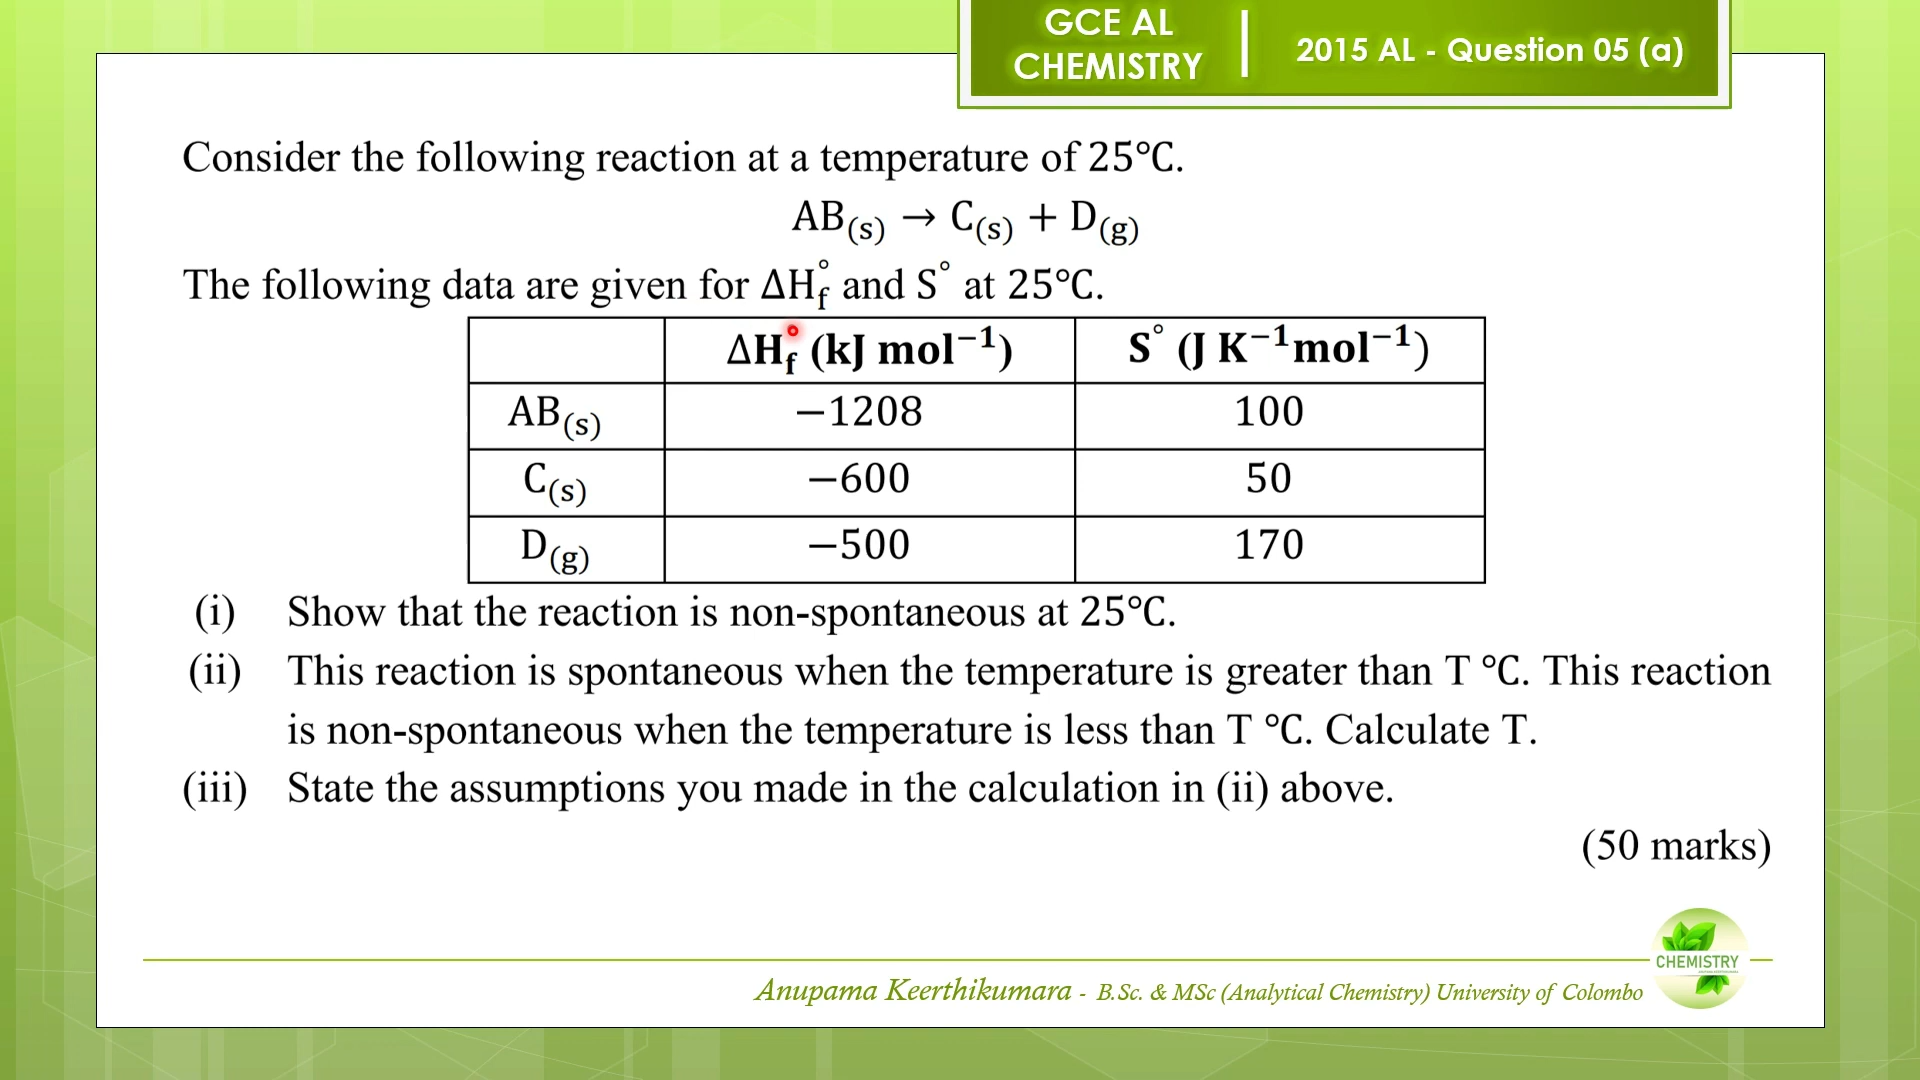 GCE AL
CHEMISTRY
2015 AL - Question 05 (a)
Consider the following reaction at a temperature of 25°C.
AB(s) → C(s) + D(g)
The following data are given for ΔHf° and S° at 25°C.
ΔHf° (kJ mol⁻¹) S° (J K⁻¹mol⁻¹)
AB(s) −1208 100
C(s) −600 50
D(g) −500 170
(i) Show that the reaction is non-spontaneous at 25°C.
(ii) This reaction is spontaneous when the temperature is greater than T °C. This reaction
is non-spontaneous when the temperature is less than T °C. Calculate T.
(iii) State the assumptions you made in the calculation in (ii) above.
(50 marks)
CHEMISTRY
Anupama Keerthikumara - B.Sc. & MSc (Analytical Chemistry) University of Colombo